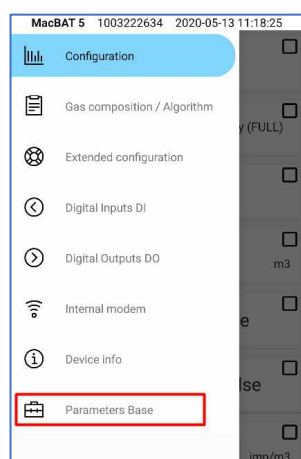 MacBAT 5 1003222634 2020-05-13 11:18:25
Configuration
Gas composition / Algorithm
y (FULL)
Extended configuration
Digital Inputs DI
Digital Outputs DO
m3
Internal modem
e
Device info
lse
Parameters Base
imp/m3